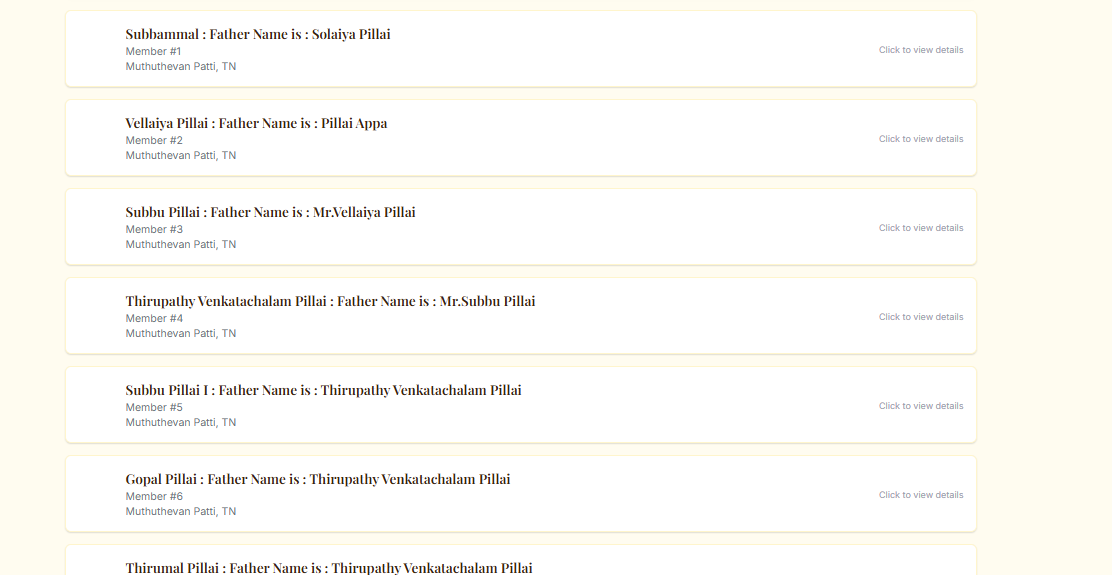 Subbammal : Father Name is : Solaiya Pillai
Member #1
Muthuthevan Patti, TN
Click to view details
Vellaiya Pillai : Father Name is : Pillai Appa
Member #2
Muthuthevan Patti, TN
Click to view details
Subbu Pillai : Father Name is : Mr.Vellaiya Pillai
Member #3
Muthuthevan Patti, TN
Click to view details
Thirupathy Venkatachalam Pillai : Father Name is : Mr.Subbu Pillai
Member #4
Muthuthevan Patti, TN
Click to view details
Subbu Pillai I : Father Name is : Thirupathy Venkatachalam Pillai
Member #5
Muthuthevan Patti, TN
Click to view details
Gopal Pillai : Father Name is : Thirupathy Venkatachalam Pillai
Member #6
Muthuthevan Patti, TN
Click to view details
Thirumal Pillai : Father Name is : Thirupathy Venkatachalam Pillai